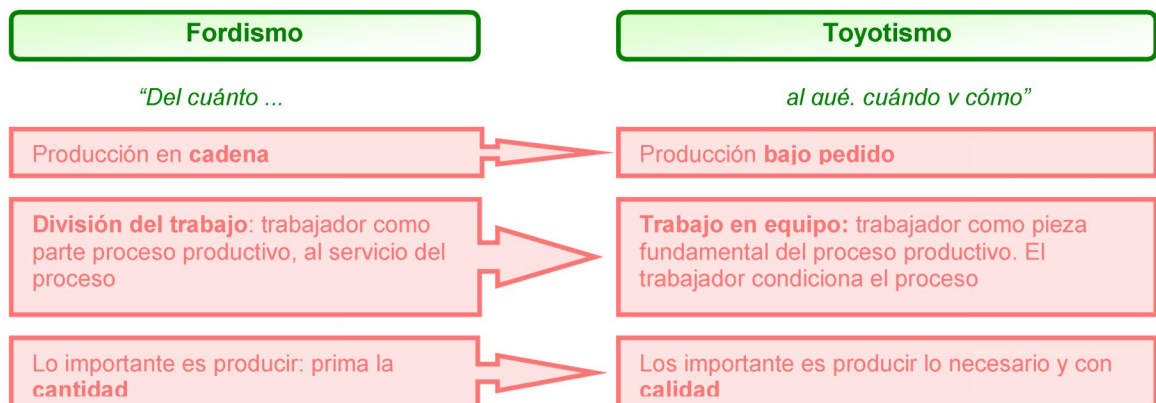 Fordismo
Toyotismo
“Del cuánto ...
al qué, cuándo y cómo”
Producción en cadena
Producción bajo pedido
División del trabajo: trabajador como
parte proceso productivo, al servicio del
proceso
Trabajo en equipo: trabajador como pieza
fundamental del proceso productivo. El
trabajador condiciona el proceso
Lo importante es producir: prima la
cantidad
Los importante es producir lo necesario y con
calidad